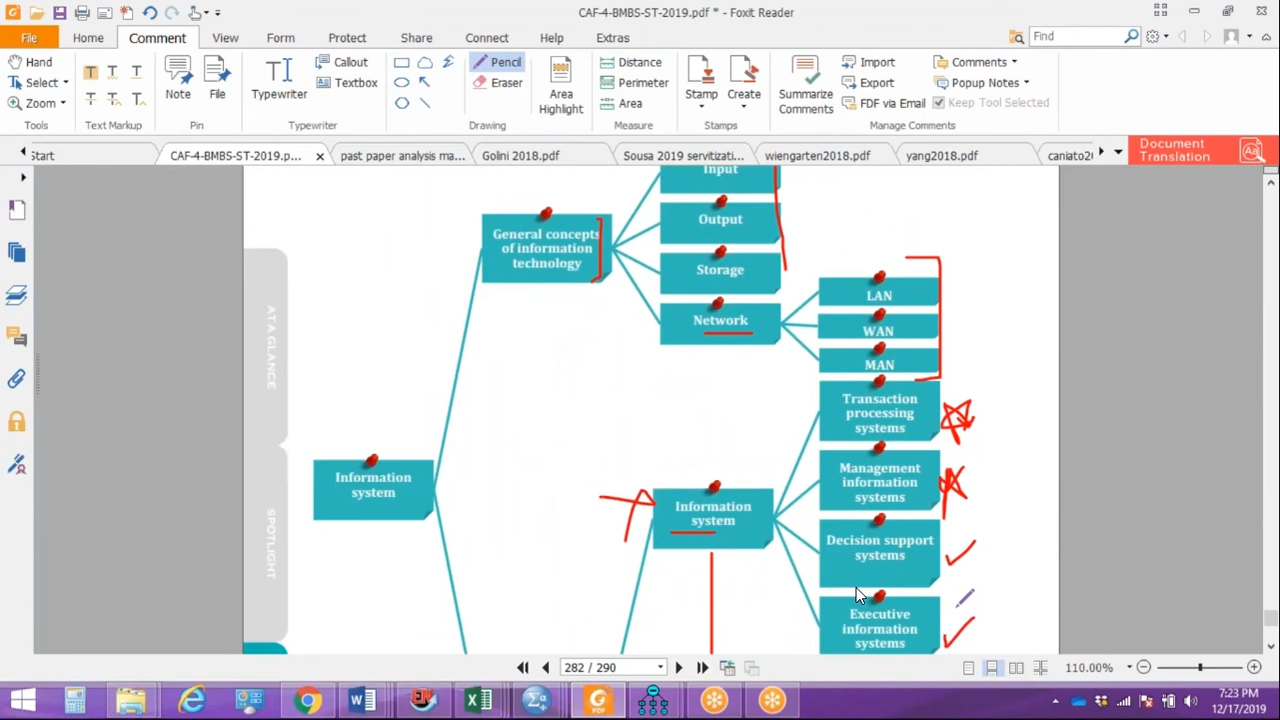 CAF-4-BMBS-ST-2019.pdf * - Foxit Reader
File Home Comment View Form Protect Share Connect Help Extras
Find
Hand
Select
Zoom
Tools
Text Markup
Note
File
Pin
Typewriter
Callout
Textbox
Typewriter
Pencil
Eraser
Drawing
Area
Highlight
Distance
Perimeter
Area
Measure
Stamp
Create
Stamps
Summarize
Comments
Import
Export
FDF via Email
Comments
Popup Notes
Keep Tool Selected
Manage Comments
Start
CAF-4-BMBS-ST-2019.p...
past paper analysis ma...
Golini 2018.pdf
Sousa 2019 servitizati...
wiengarten2018.pdf
yang2018.pdf
caniato20
Document
Translation
Input
General concepts
of information
technology
Output
Storage
Network
LAN
WAN
MAN
AT A GLANCE
SPOTLIGHT
Information
system
Information
system
Transaction
processing
systems
Management
information
systems
Decision support
systems
Executive
information
systems
282 / 290
110.00%
7:23 PM
12/17/2019